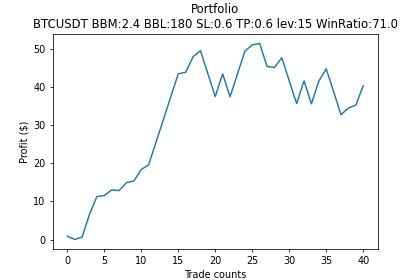 Portfolio
BTCUSDT BBM:2.4 BBL:180 SL:0.6 TP:0.6 lev:15 WinRatio:71.0
50
40
30
20
10
0
Profit ($)
0 5 10 15 20 25 30 35 40
Trade counts